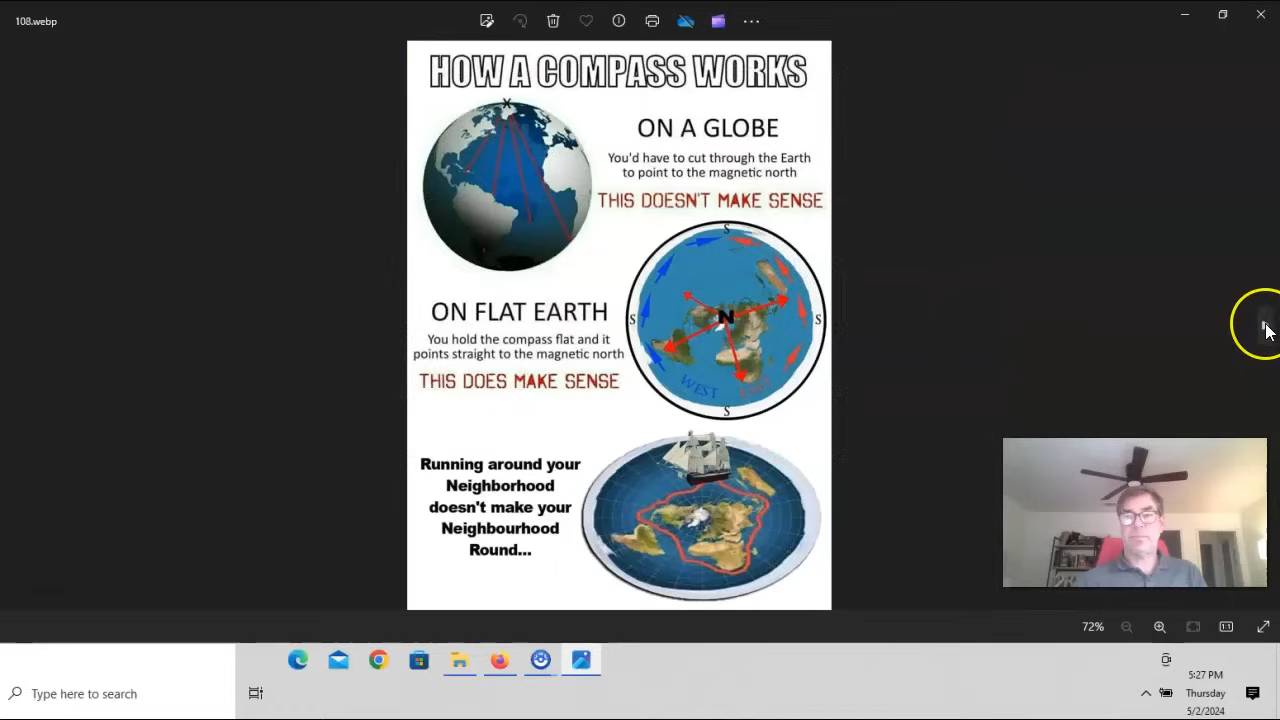 108.webp
HOW A COMPASS WORKS
X
ON A GLOBE
You'd have to cut through the Earth
to point to the magnetic north
THIS DOESN'T MAKE SENSE
S
S
N
S
WEST
EAST
S
ON FLAT EARTH
You hold the compass flat and it
points straight to the magnetic north
THIS DOES MAKE SENSE
Running around your
Neighborhood
doesn't make your
Neighbourhood
Round...
72%
Type here to search
5:27 PM
Thursday
5/2/2024